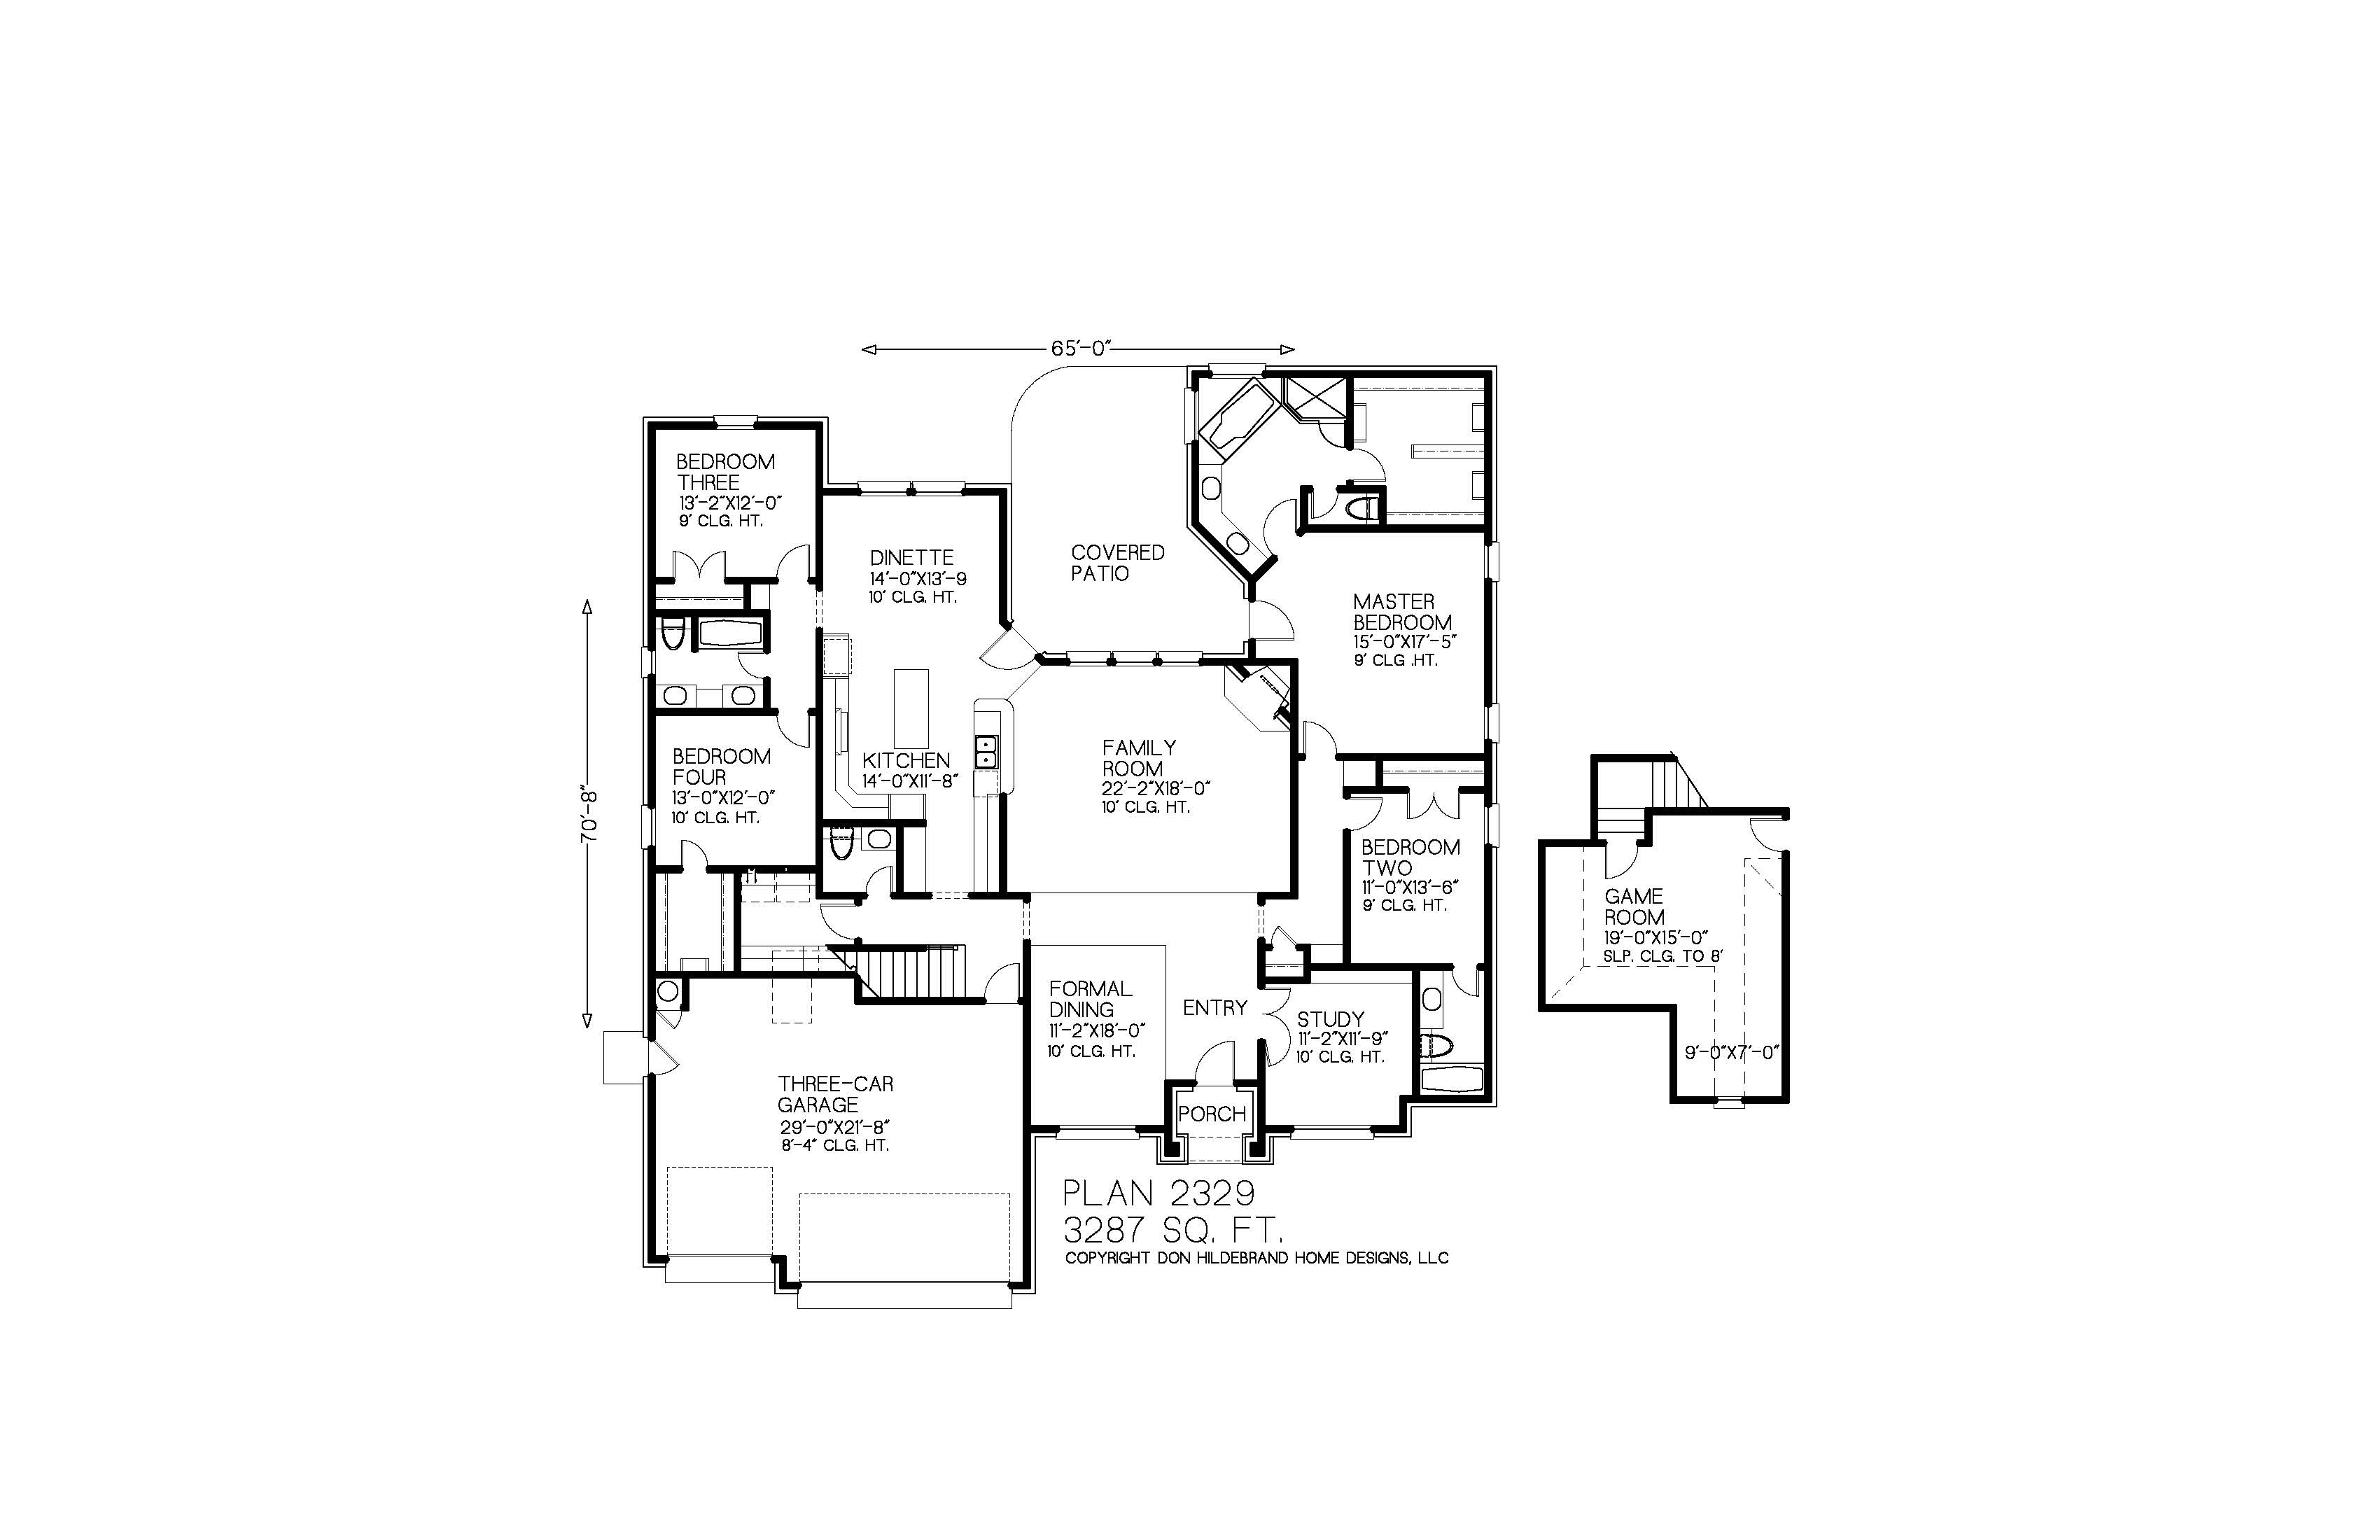 65'-0"
BEDROOM
THREE
13'-2"X12'-0"
9' CLG. HT.
DINETTE
14'-0"X13'-9
10' CLG. HT.
COVERED
PATIO
MASTER
BEDROOM
15'-0"X17'-5"
9' CLG .HT.
70'-8"
BEDROOM
FOUR
13'-0"X12'-0"
10' CLG. HT.
KITCHEN
14'-0"X11'-8"
FAMILY
ROOM
22'-2"X18'-0"
10' CLG. HT.
BEDROOM
TWO
11'-0"X13'-6"
9' CLG. HT.
GAME
ROOM
19'-0"X15'-0"
SLP. CLG. TO 8'
9'-0"X7'-0"
FORMAL
DINING
11'-2"X18'-0"
10' CLG. HT.
ENTRY
STUDY
11'-2"X11'-9"
10' CLG. HT.
THREE-CAR
GARAGE
29'-0"X21'-8"
8'-4" CLG. HT.
PORCH
PLAN 2329
3287 SQ. FT.
COPYRIGHT DON HILDEBRAND HOME DESIGNS, LLC